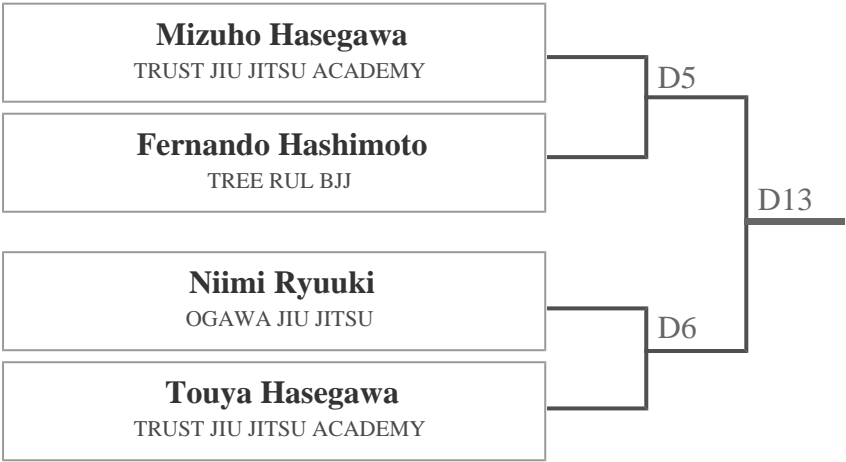 Mizuho Hasegawa
TRUST JIU JITSU ACADEMY
D5
Fernando Hashimoto
TREE RUL BJJ
D13
Niimi Ryuuki
OGAWA JIU JITSU
D6
Touya Hasegawa
TRUST JIU JITSU ACADEMY